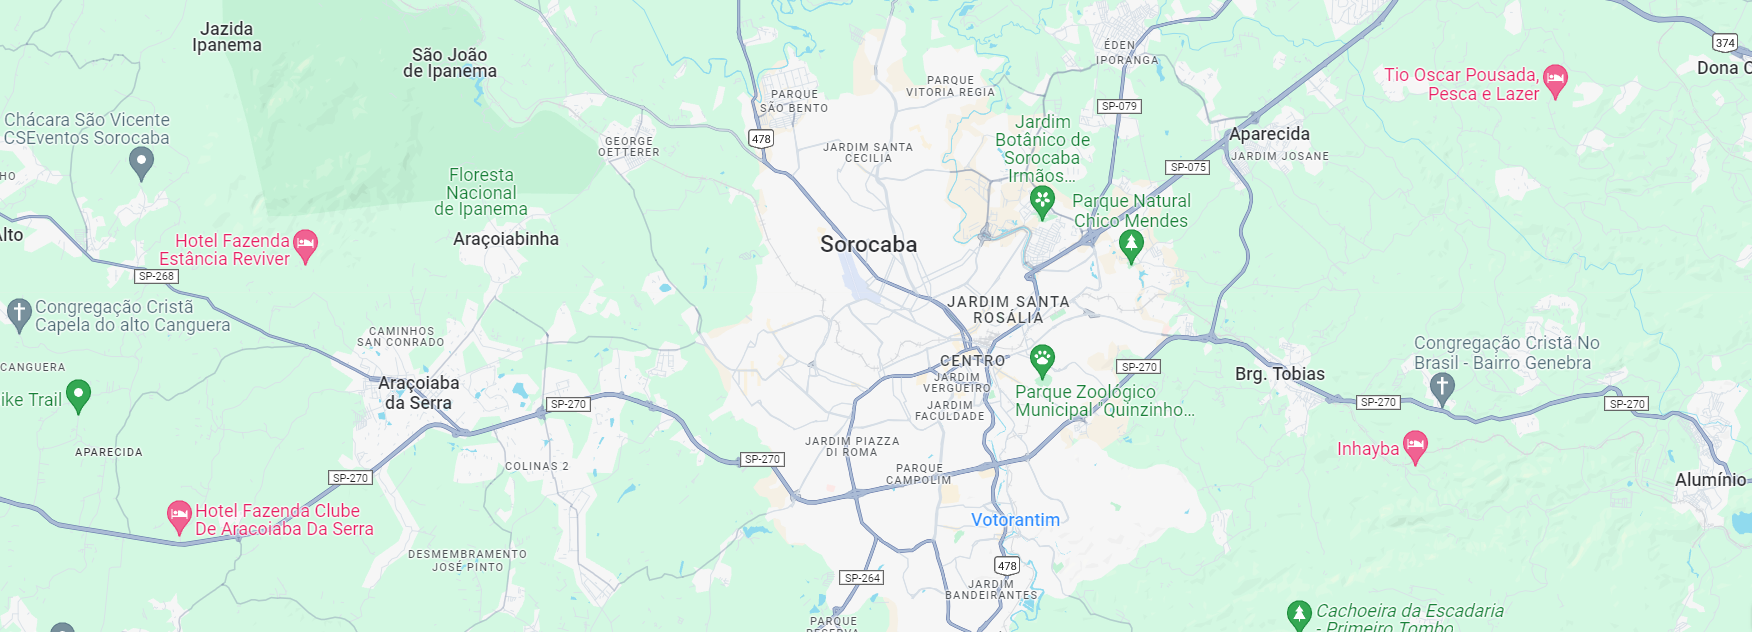 Jazida
Ipanema
São João
de Ipanema
ÉDEN
IPORANGA
374
Dona C
Tio Oscar Pousada,
Pesca e Lazer
PARQUE
VITORIA REGIA
PARQUE
SÃO BENTO
SP-079
Chácara São Vicente
CSEventos Sorocaba
478
GEORGE
OETTERER
JARDIM SANTA
CECILIA
Jardim
Botânico de
Sorocaba
Irmãos...
Aparecida
JARDIM JOSANE
SP-075
HO
Floresta
Nacional
de Ipanema
Parque Natural
Chico Mendes
Alto
Hotel Fazenda
Estância Reviver
Araçoiabinha
Sorocaba
SP-268
Congregação Cristã
Capela do alto Canguera
JARDIM SANTA
ROSÁLIA
CAMINHOS
SAN CONRADO
CANGUERA
CENTRO
SP-270
Congregação Cristã No
Brasil - Bairro Genebra
Brg. Tobias
Araçoiaba
da Serra
JARDIM
VERGUEIRO
Parque Zoológico
Municipal Quinzinho...
ike Trail
SP-270
JARDIM
FACULDADE
SP-270
SP-270
APARECIDA
JARDIM PIAZZA
DI ROMA
Inhayba
SP-270
COLINAS 2
SP-270
PARQUE
CAMPOLIM
Alumínio
Hotel Fazenda Clube
De Aracoiaba Da Serra
Votorantim
DESMEMBRAMENTO
JOSÉ PINTO
SP-264
478
JARDIM
BANDEIRANTES
PARQUE
RESERVA
Cachoeira da Escadaria
- Primeiro Tombo